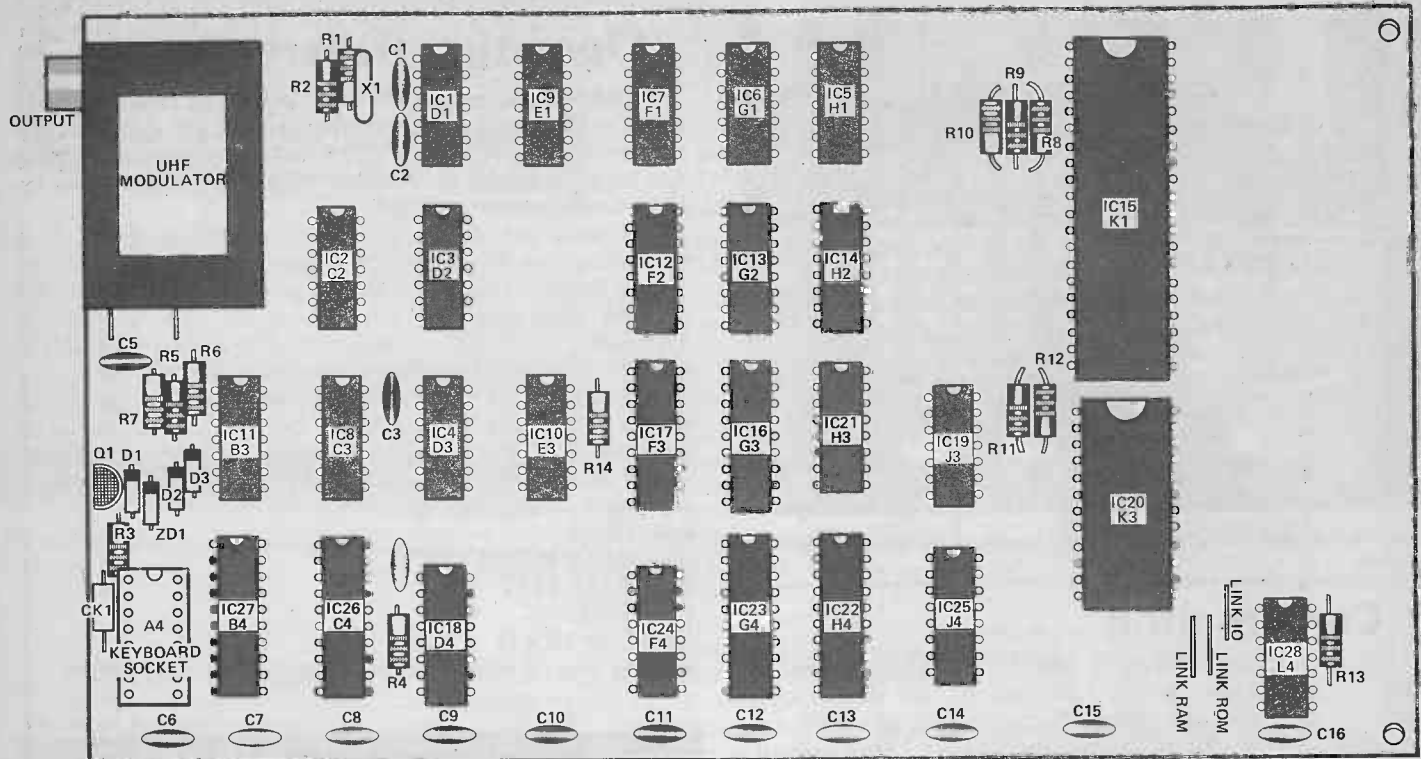 OUTPUT
UHF
MODULATOR
R1
R2
X1
C1
C2
IC1
D1
IC9
E1
IC7
F1
IC6
G1
IC5
H1
R9
R10
R8
IC15
K1
IC2
C2
IC3
D2
IC12
F2
IC13
G2
IC14
H2
C5
R5
R6
R7
IC11
B3
IC8
C3
C3
IC4
D3
IC10
E3
R14
IC17
F3
IC16
G3
IC21
H3
IC19
J3
R12
R11
IC20
K3
Q1
D1
D2
D3
ZD1
R3
CK1
A4
KEYBOARD
SOCKET
IC27
B4
IC26
C4
R4
IC18
D4
IC24
F4
IC23
G4
IC22
H4
IC25
J4
LINK IO
LINK RAM
LINK ROM
IC28
L4
R13
C6
C7
C8
C9
C10
C11
C12
C13
C14
C15
C16